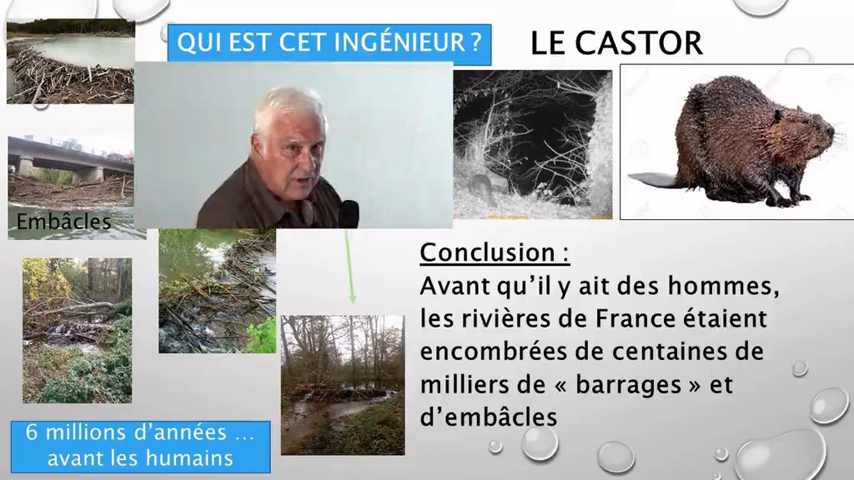 QUI EST CET INGÉNIEUR ?
LE CASTOR
Embâcles
Conclusion :
Avant qu'il y ait des hommes,
les rivières de France étaient
encombrées de centaines de
milliers de « barrages » et
d'embâcles
6 millions d'années ...
avant les humains